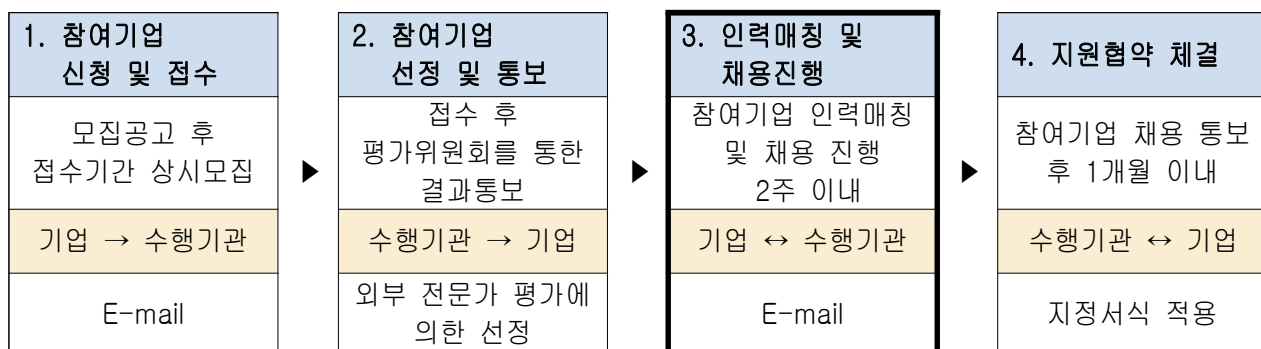 1. 참여기업
신청 및 접수
모집공고 후
접수기간 상시모집
기업 → 수행기관
E-mail
▶
2. 참여기업
선정 및 통보
접수 후
평가위원회를 통한
결과통보
수행기관 → 기업
외부 전문가 평가에
의한 선정
▶
3. 인력매칭 및
채용진행
참여기업 인력매칭
및 채용 진행
2주 이내
기업 ↔ 수행기관
E-mail
▶
4. 지원협약 체결
참여기업 채용 통보
후 1개월 이내
수행기관 ↔ 기업
지정서식 적용